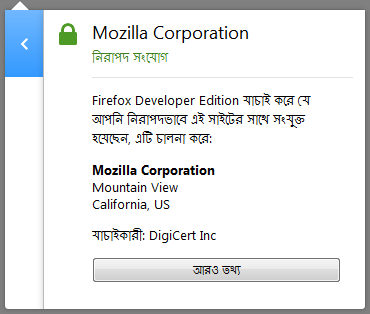 Mozilla Corporation
নিরাপদ সংযোগ
Firefox Developer Edition যাচাই করে যে
আপনি নিরাপদভাবে এই সাইটের সাথে সংযুক্ত
হয়েছেন, এটি চালনা করে:
Mozilla Corporation
Mountain View
California, US
যাচাইকারী: DigiCert Inc
আরও তথ্য